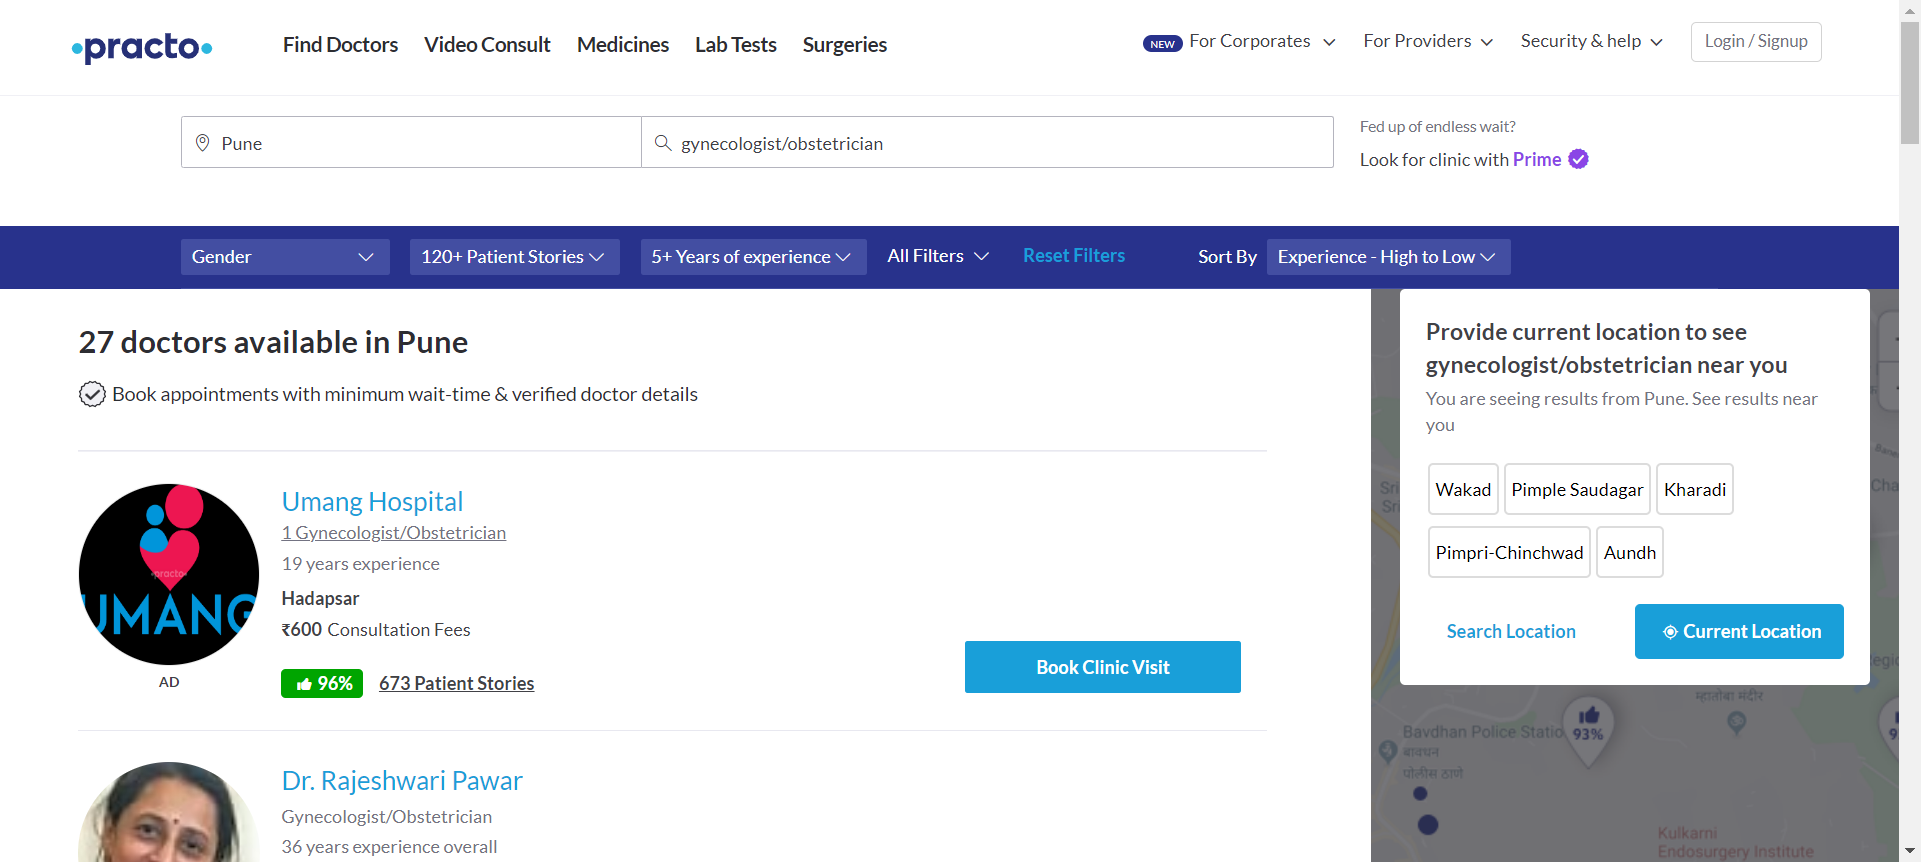 practo
Find Doctors
Video Consult
Medicines
Lab Tests
Surgeries
NEW For Corporates
For Providers
Security & help
Login / Signup
Pune
gynecologist/obstetrician
Fed up of endless wait?
Look for clinic with Prime
Gender
120+ Patient Stories
5+ Years of experience
All Filters
Reset Filters
Sort By
Experience - High to Low
27 doctors available in Pune
Book appointments with minimum wait-time & verified doctor details
practo
UMANG
AD
Umang Hospital
1 Gynecologist/Obstetrician
19 years experience
Hadapsar
₹600 Consultation Fees
96%
673 Patient Stories
Book Clinic Visit
Dr. Rajeshwari Pawar
Gynecologist/Obstetrician
36 years experience overall
Provide current location to see
gynecologist/obstetrician near you
You are seeing results from Pune. See results near
you
Wakad
Pimple Saudagar
Kharadi
Pimpri-Chinchwad
Aundh
Search Location
Current Location
म्हातोबा मंदीर
Bavdhan Police Statio
बावधन
पोलीस ठाणे
93%
Kulkarni
Endosurgery Institute